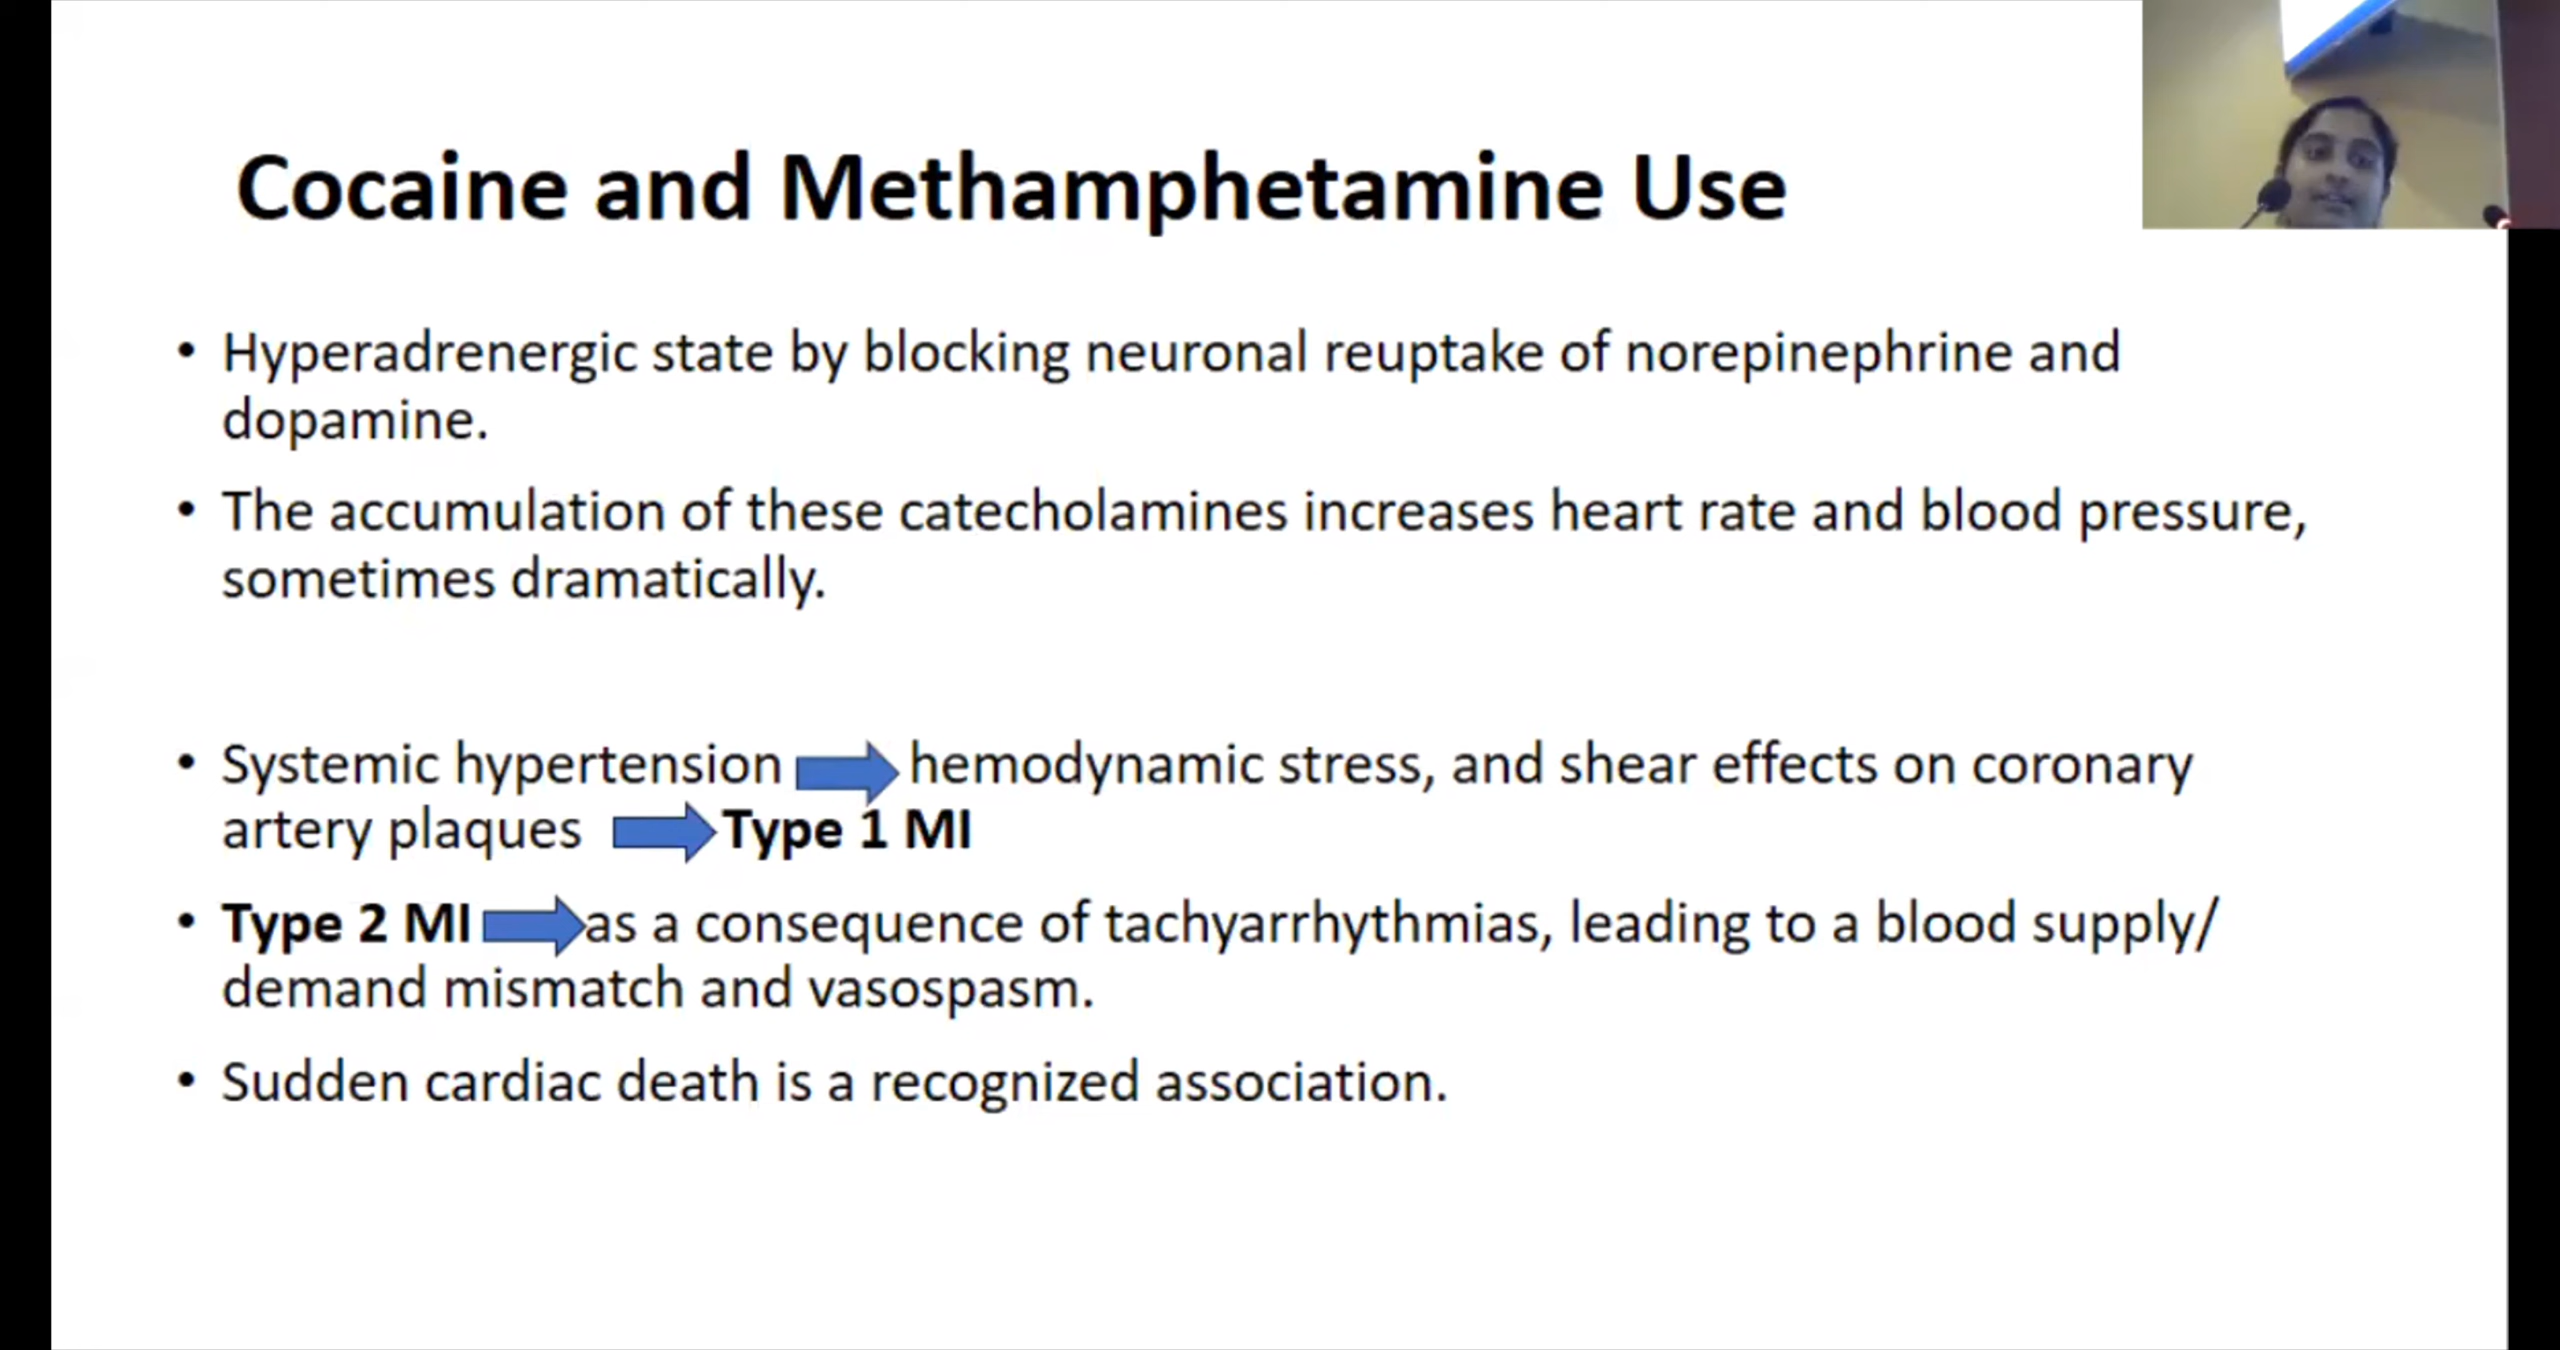 Cocaine and Methamphetamine Use
• Hyperadrenergic state by blocking neuronal reuptake of norepinephrine and
dopamine.
• The accumulation of these catecholamines increases heart rate and blood pressure,
sometimes dramatically.
• Systemic hypertension hemodynamic stress, and shear effects on coronary
artery plaques Type 1 MI
• Type 2 MI as a consequence of tachyarrhythmias, leading to a blood supply/
demand mismatch and vasospasm.
• Sudden cardiac death is a recognized association.